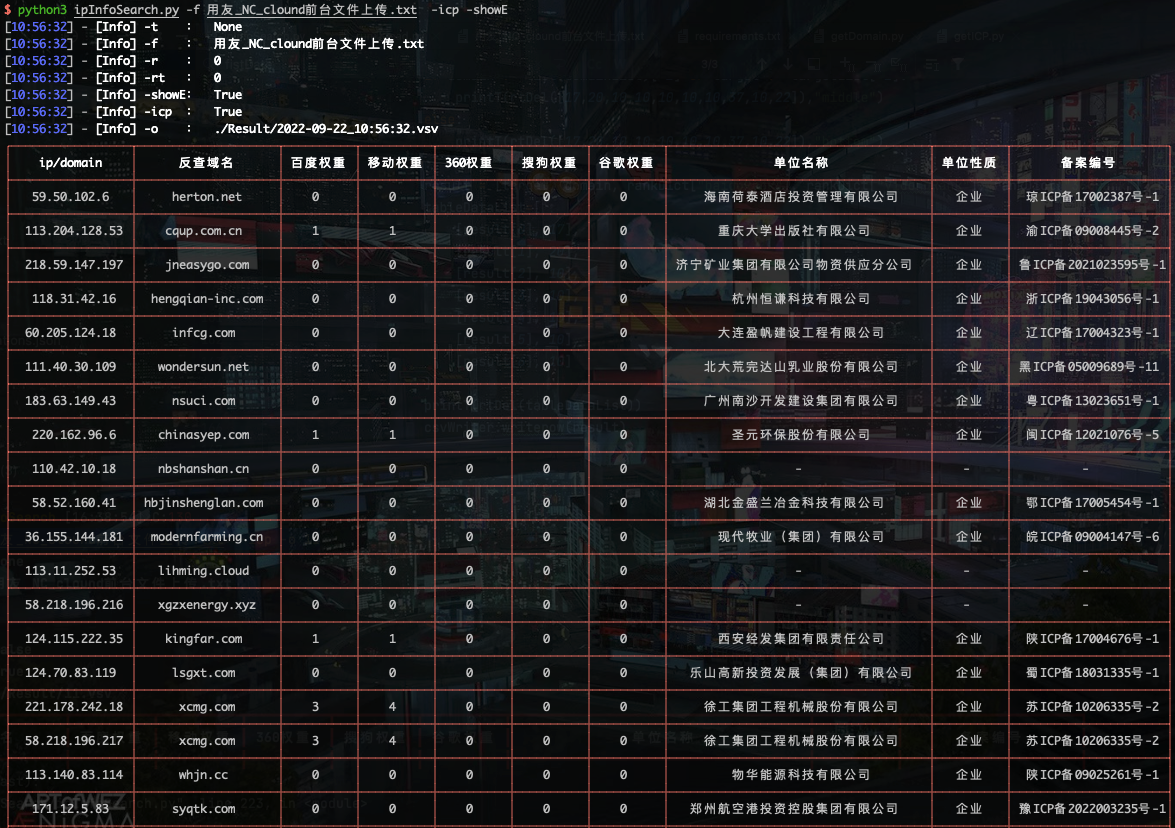 $ python3 ipInfoSearch.py -f 用友_NC_clound前台文件上传.txt -icp -showE
[10:56:32] - [Info] -t : None
[10:56:32] - [Info] -f : 用友_NC_clound前台文件上传.txt
[10:56:32] - [Info] -r : 0
[10:56:32] - [Info] -rt : 0
[10:56:32] - [Info] -showE: True
[10:56:32] - [Info] -icp : True
[10:56:32] - [Info] -o : ./Result/2022-09-22_10:56:32.vsv
ip/domain 反查域名 百度权重 移动权重 360权重 搜狗权重 谷歌权重 单位名称 单位性质 备案编号
59.50.102.6 herton.net 0 0 0 0 0 海南荷泰酒店投资管理有限公司 企业 琼ICP备17002387号-1
113.204.128.53 cqup.com.cn 1 1 0 0 0 重庆大学出版社有限公司 企业 渝ICP备09008445号-2
218.59.147.197 jneasygo.com 0 0 0 0 0 济宁矿业集团有限公司物资供应分公司 企业 鲁ICP备2021023595号-1
118.31.42.16 hengqian-inc.com 0 0 0 0 0 杭州恒谦科技有限公司 企业 浙ICP备19043056号-1
60.205.124.18 infcg.com 0 0 0 0 0 大连盈帆建设工程有限公司 企业 辽ICP备17004323号-1
111.40.30.109 wondersun.net 0 0 0 0 0 北大荒完达山乳业股份有限公司 企业 黑ICP备05009689号-11
183.63.149.43 nsuci.com 0 0 0 0 0 广州南沙开发建设集团有限公司 企业 粤ICP备13023651号-1
220.162.96.6 chinasyep.com 1 1 0 0 0 圣元环保股份有限公司 企业 闽ICP备12021076号-5
110.42.10.18 nbshanshan.cn 0 0 0 0 0 - - -
58.52.160.41 hbjinshenglan.com 0 0 0 0 0 湖北金盛兰冶金科技有限公司 企业 鄂ICP备17005454号-1
36.155.144.181 modernfarming.cn 0 0 0 0 0 现代牧业（集团）有限公司 企业 皖ICP备09004147号-6
113.11.252.53 lihming.cloud 0 0 0 0 0 - - -
58.218.196.216 xgzxenergy.xyz 0 0 0 0 0 - - -
124.115.222.35 kingfar.com 1 1 0 0 0 西安经发集团有限责任公司 企业 陕ICP备17004676号-1
124.70.83.119 lsgxt.com 0 0 0 0 0 乐山高新投资发展（集团）有限公司 企业 蜀ICP备18031335号-1
221.178.242.18 xcmg.com 3 4 0 0 0 徐工集团工程机械股份有限公司 企业 苏ICP备10206335号-2
58.218.196.217 xcmg.com 3 4 0 0 0 徐工集团工程机械股份有限公司 企业 苏ICP备10206335号-2
113.140.83.114 whjn.cc 0 0 0 0 0 物华能源科技有限公司 企业 陕ICP备09025261号-1
171.12.5.83 syqtk.com 0 0 0 0 0 郑州航空港投资控股集团有限公司 企业 豫ICP备2022003235号-1